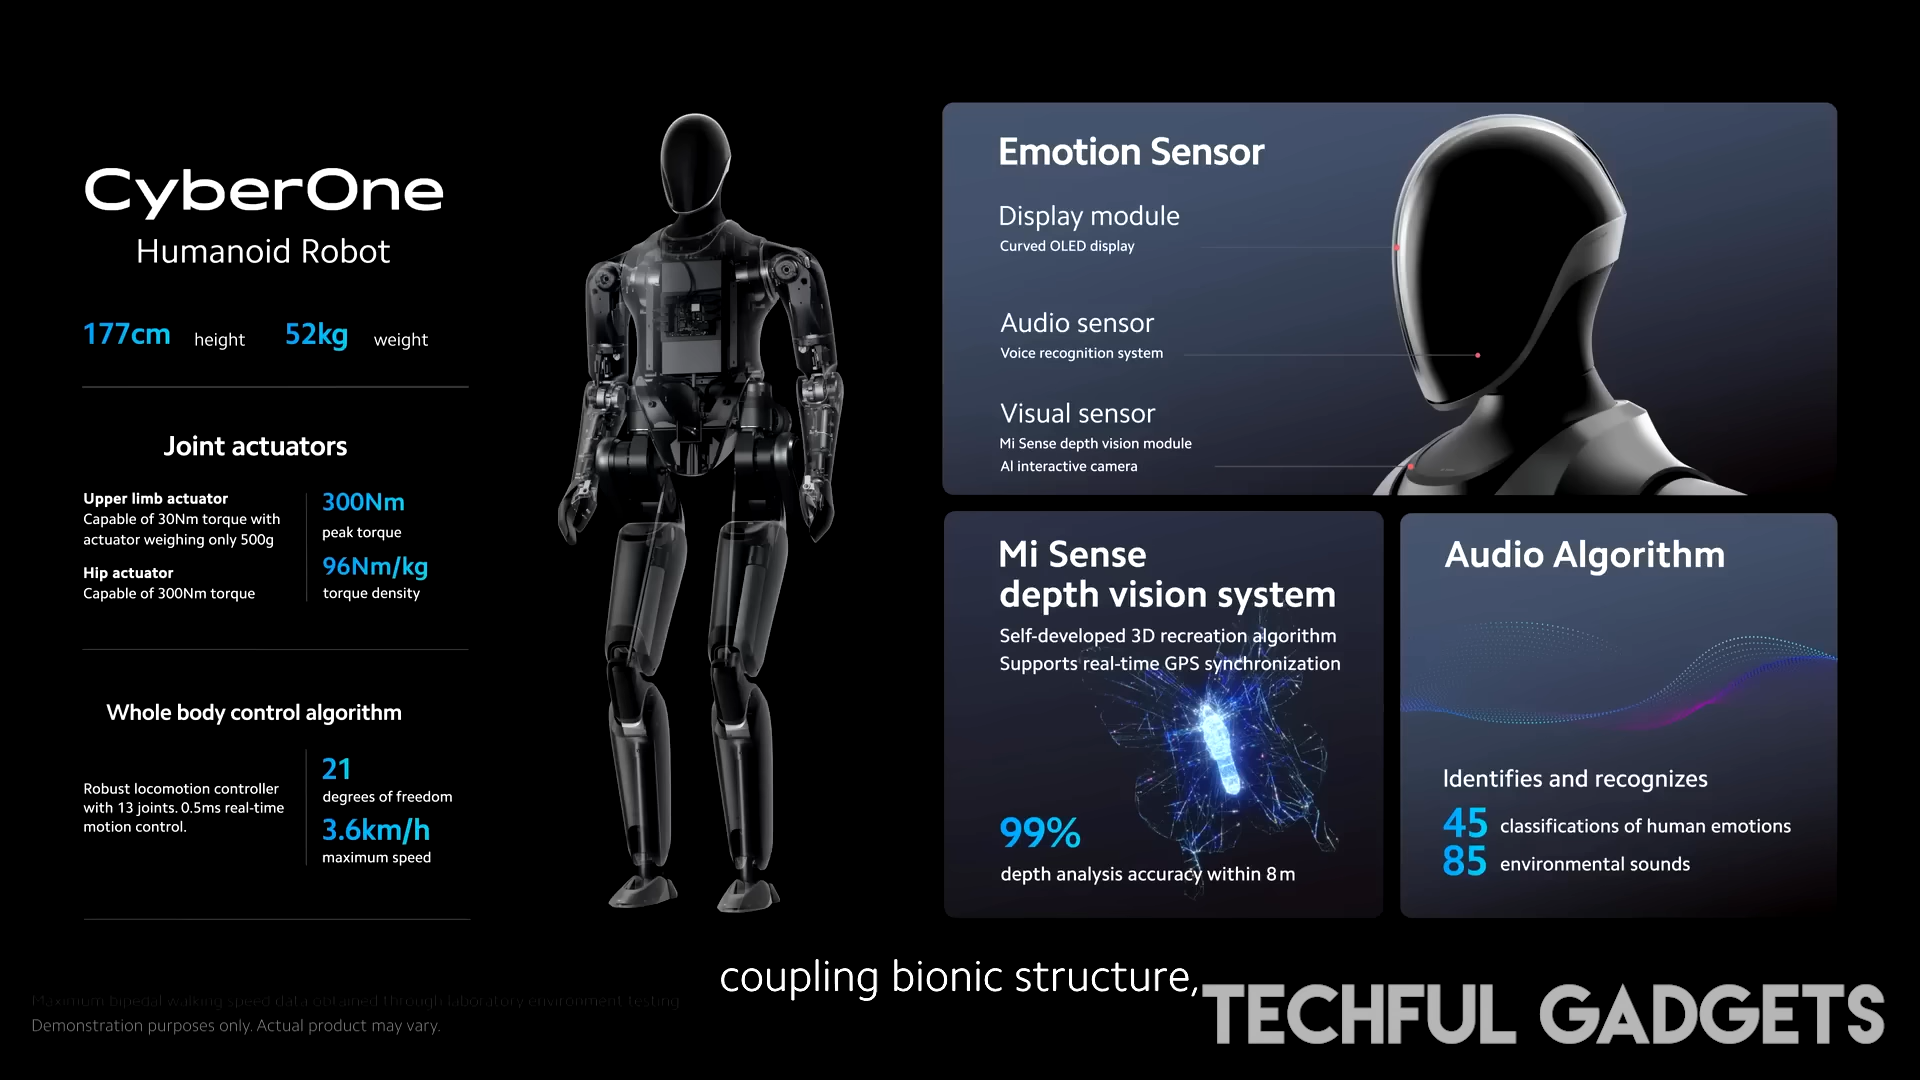 CyberOne
Humanoid Robot
177cm height 52kg weight
Joint actuators
Upper limb actuator
Capable of 30Nm torque with
actuator weighing only 500g
Hip actuator
Capable of 300Nm torque
300Nm
peak torque
96Nm/kg
torque density
Whole body control algorithm
Robust locomotion controller
with 13 joints. 0.5ms real-time
motion control.
21
degrees of freedom
3.6km/h
maximum speed
Emotion Sensor
Display module
Curved OLED display
Audio sensor
Voice recognition system
Visual sensor
Mi Sense depth vision module
AI interactive camera
Mi Sense
depth vision system
Self-developed 3D recreation algorithm
Supports real-time GPS synchronization
99%
depth analysis accuracy within 8m
Audio Algorithm
Identifies and recognizes
45 classifications of human emotions
85 environmental sounds
coupling bionic structure,
Maximum bipedal walking speed data obtained through laboratory environment testing
Demonstration purposes only. Actual product may vary.
TECHFUL GADGETS